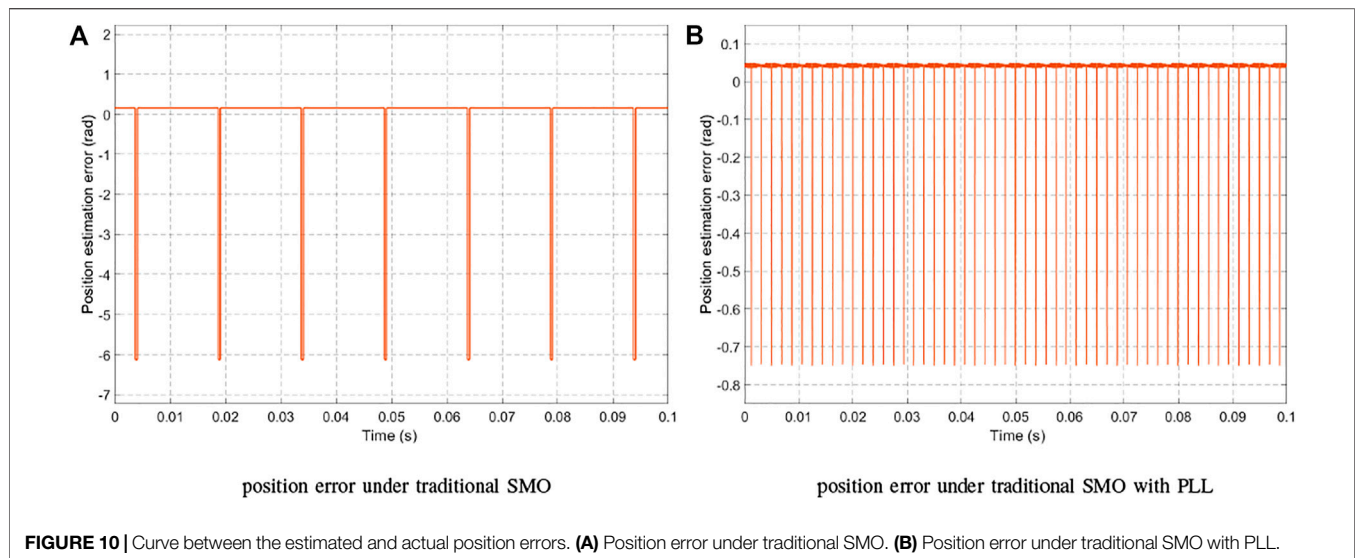 A
Position estimation error (rad)
2
1
0
-1
-2
-3
-4
-5
-6
-7
0 0.01 0.02 0.03 0.04 0.05 0.06 0.07 0.08 0.09 0.1
Time (s)
position error under traditional SMO
B
Position estimation error (rad)
0.1
0
-0.1
-0.2
-0.3
-0.4
-0.5
-0.6
-0.7
-0.8
0 0.01 0.02 0.03 0.04 0.05 0.06 0.07 0.08 0.09 0.1
Time (s)
position error under traditional SMO with PLL
FIGURE 10 | Curve between the estimated and actual position errors. (A) Position error under traditional SMO. (B) Position error under traditional SMO with PLL.